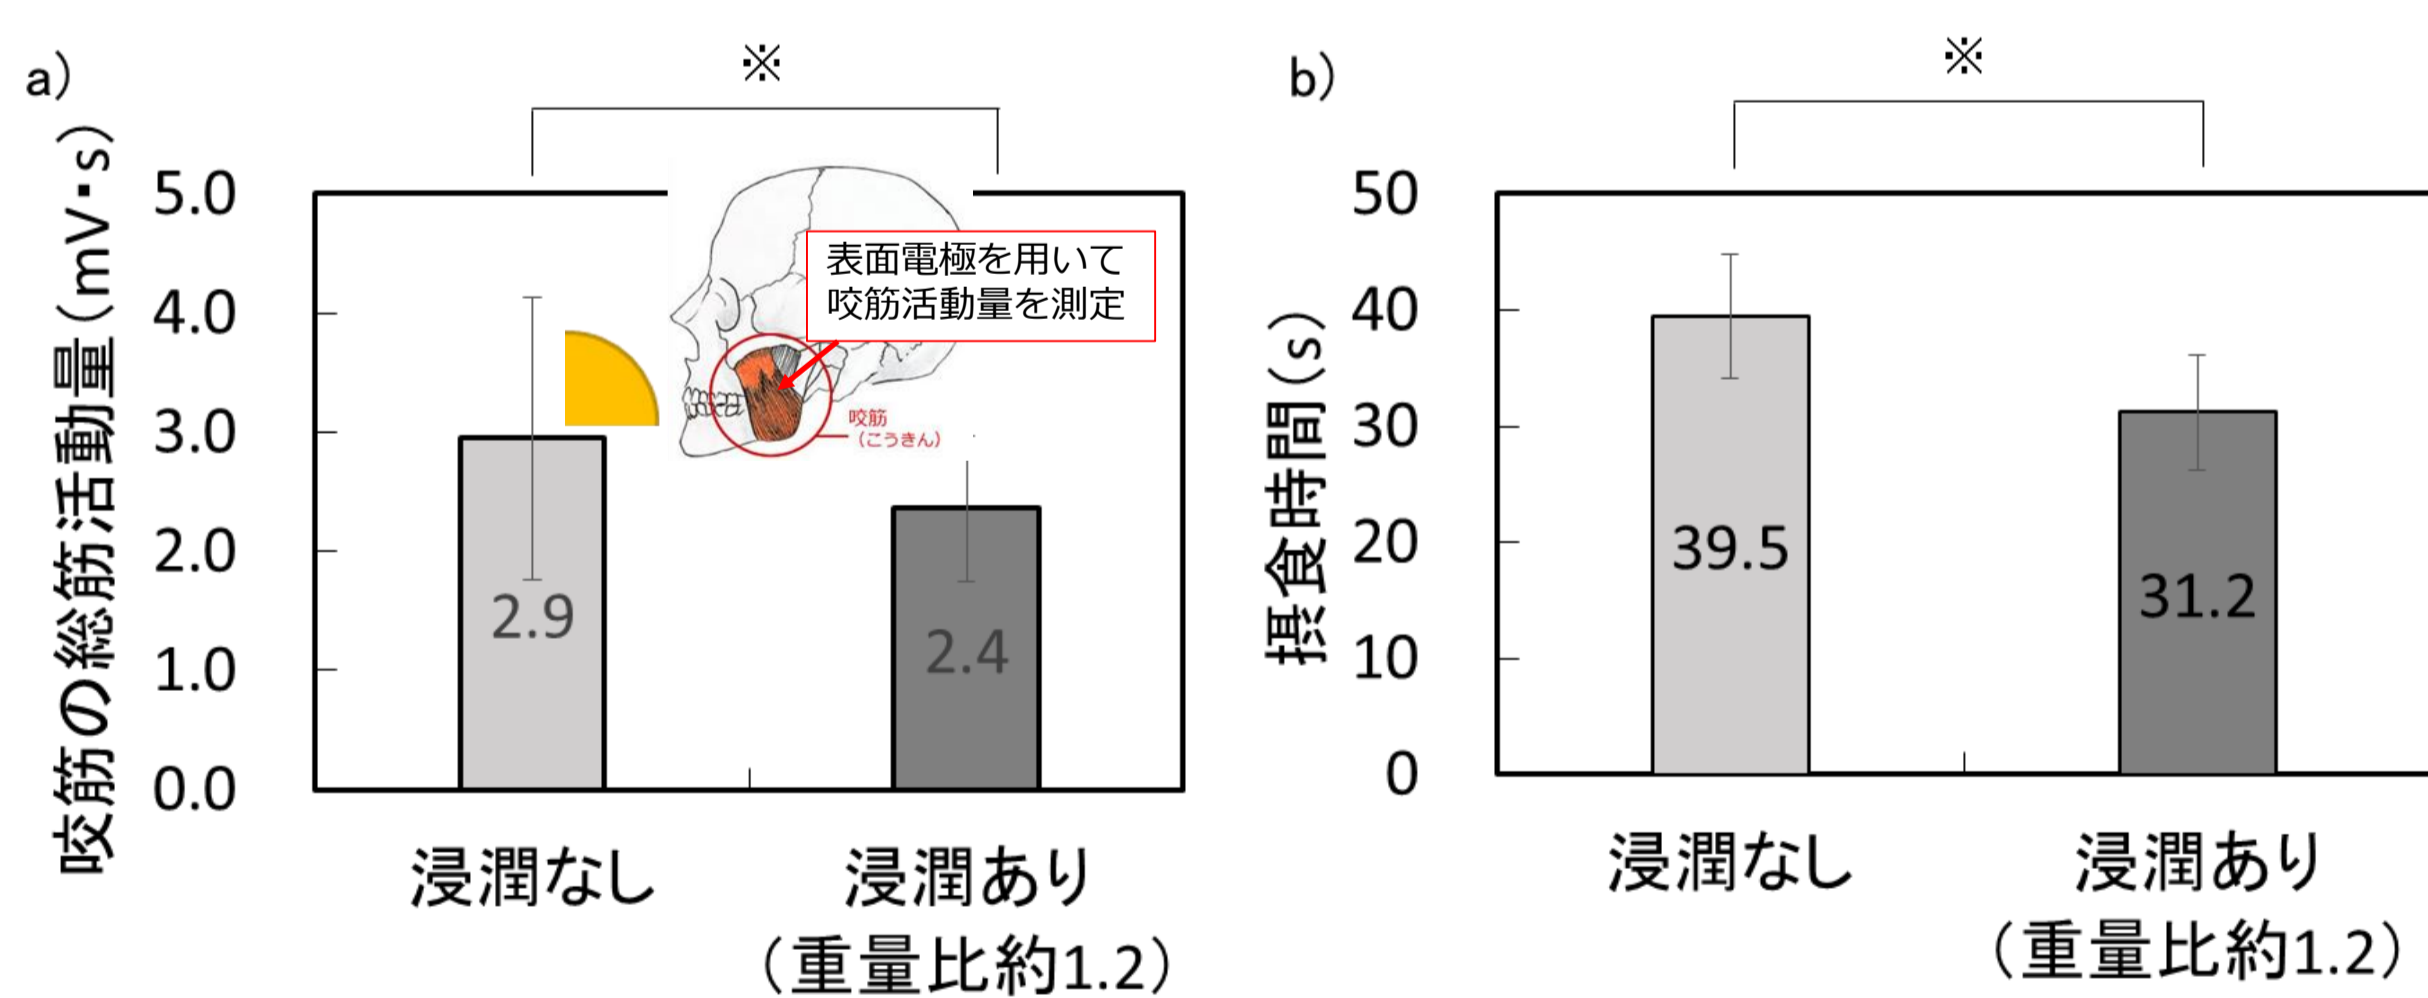 a)
※
咬筋の総筋活動量(mV・s)
5.0
4.0
3.0
2.0
1.0
0.0
表面電極を用いて
咬筋活動量を測定
咬筋
(こうきん)
2.9
2.4
浸潤なし
浸潤あり
(重量比約1.2)
b)
※
摂食時間(s)
50
40
30
20
10
0
39.5
31.2
浸潤なし
浸潤あり
(重量比約1.2)